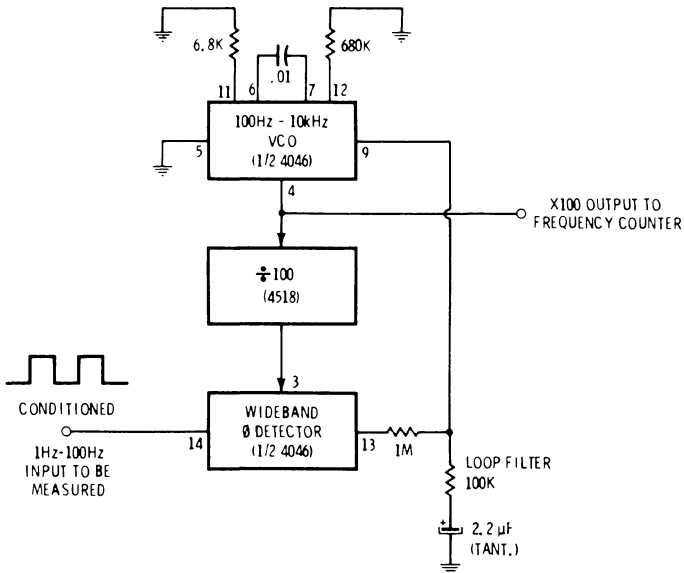 6.8K
680K
.01
11
6
7
12
100Hz - 10kHz
VCO
(1/2 4046)
5
9
4
X100 OUTPUT TO
FREQUENCY COUNTER
÷100
(4518)
3
CONDITIONED
1Hz-100Hz
INPUT TO BE
MEASURED
14
WIDEBAND
Ø DETECTOR
(1/2 4046)
13
1M
LOOP FILTER
100K
+
2.2 µF
(TANT.)